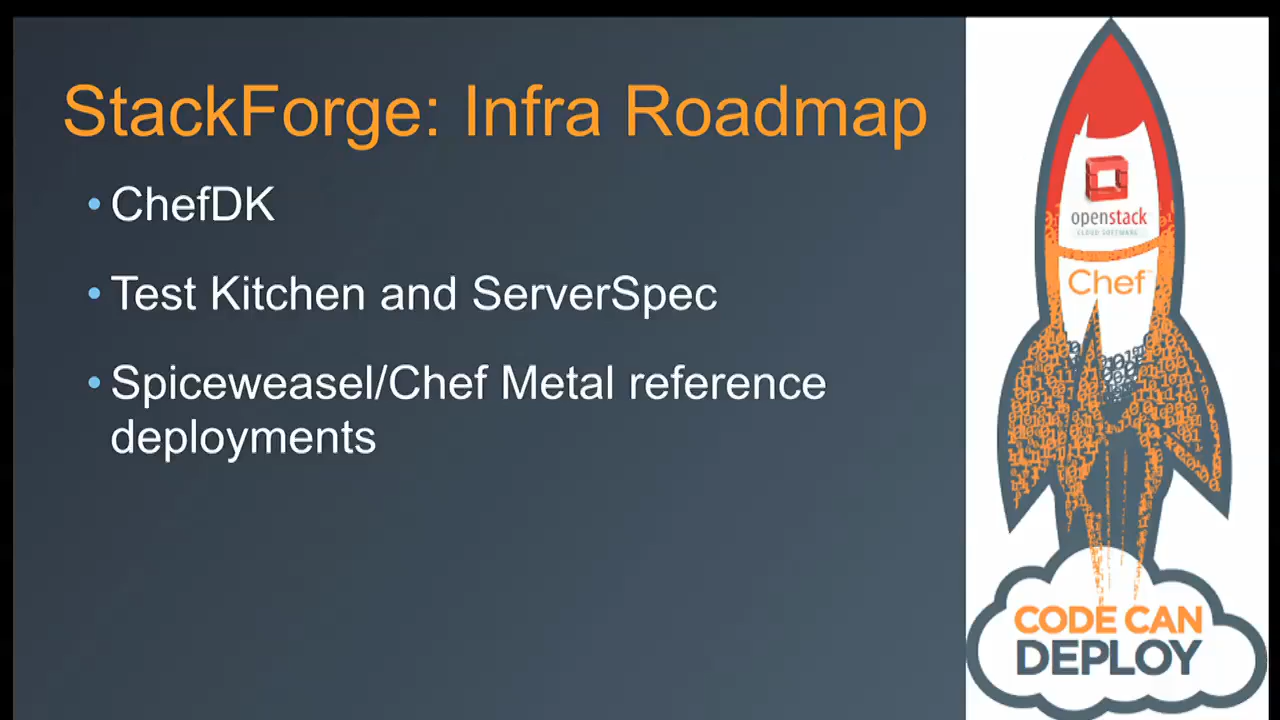 StackForge: Infra Roadmap
• ChefDK
• Test Kitchen and ServerSpec
• Spiceweasel/Chef Metal reference
deployments
openstack
CLOUD SOFTWARE
Chef™
CODE CAN
DEPLOY